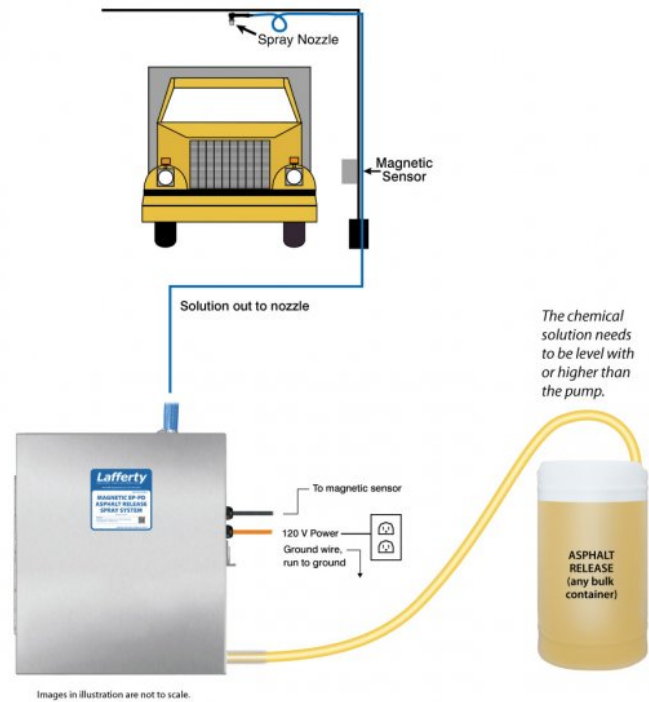 Spray Nozzle
Magnetic
Sensor
Solution out to nozzle
The chemical
solution needs
to be level with
or higher than
the pump.
Lafferty
MAGNETIC EP-PD
ASPHALT RELEASE
SPRAY SYSTEM
To magnetic sensor
120 V Power
Ground wire,
run to ground
ASPHALT
RELEASE
(any bulk
container)
Images in illustration are not to scale.